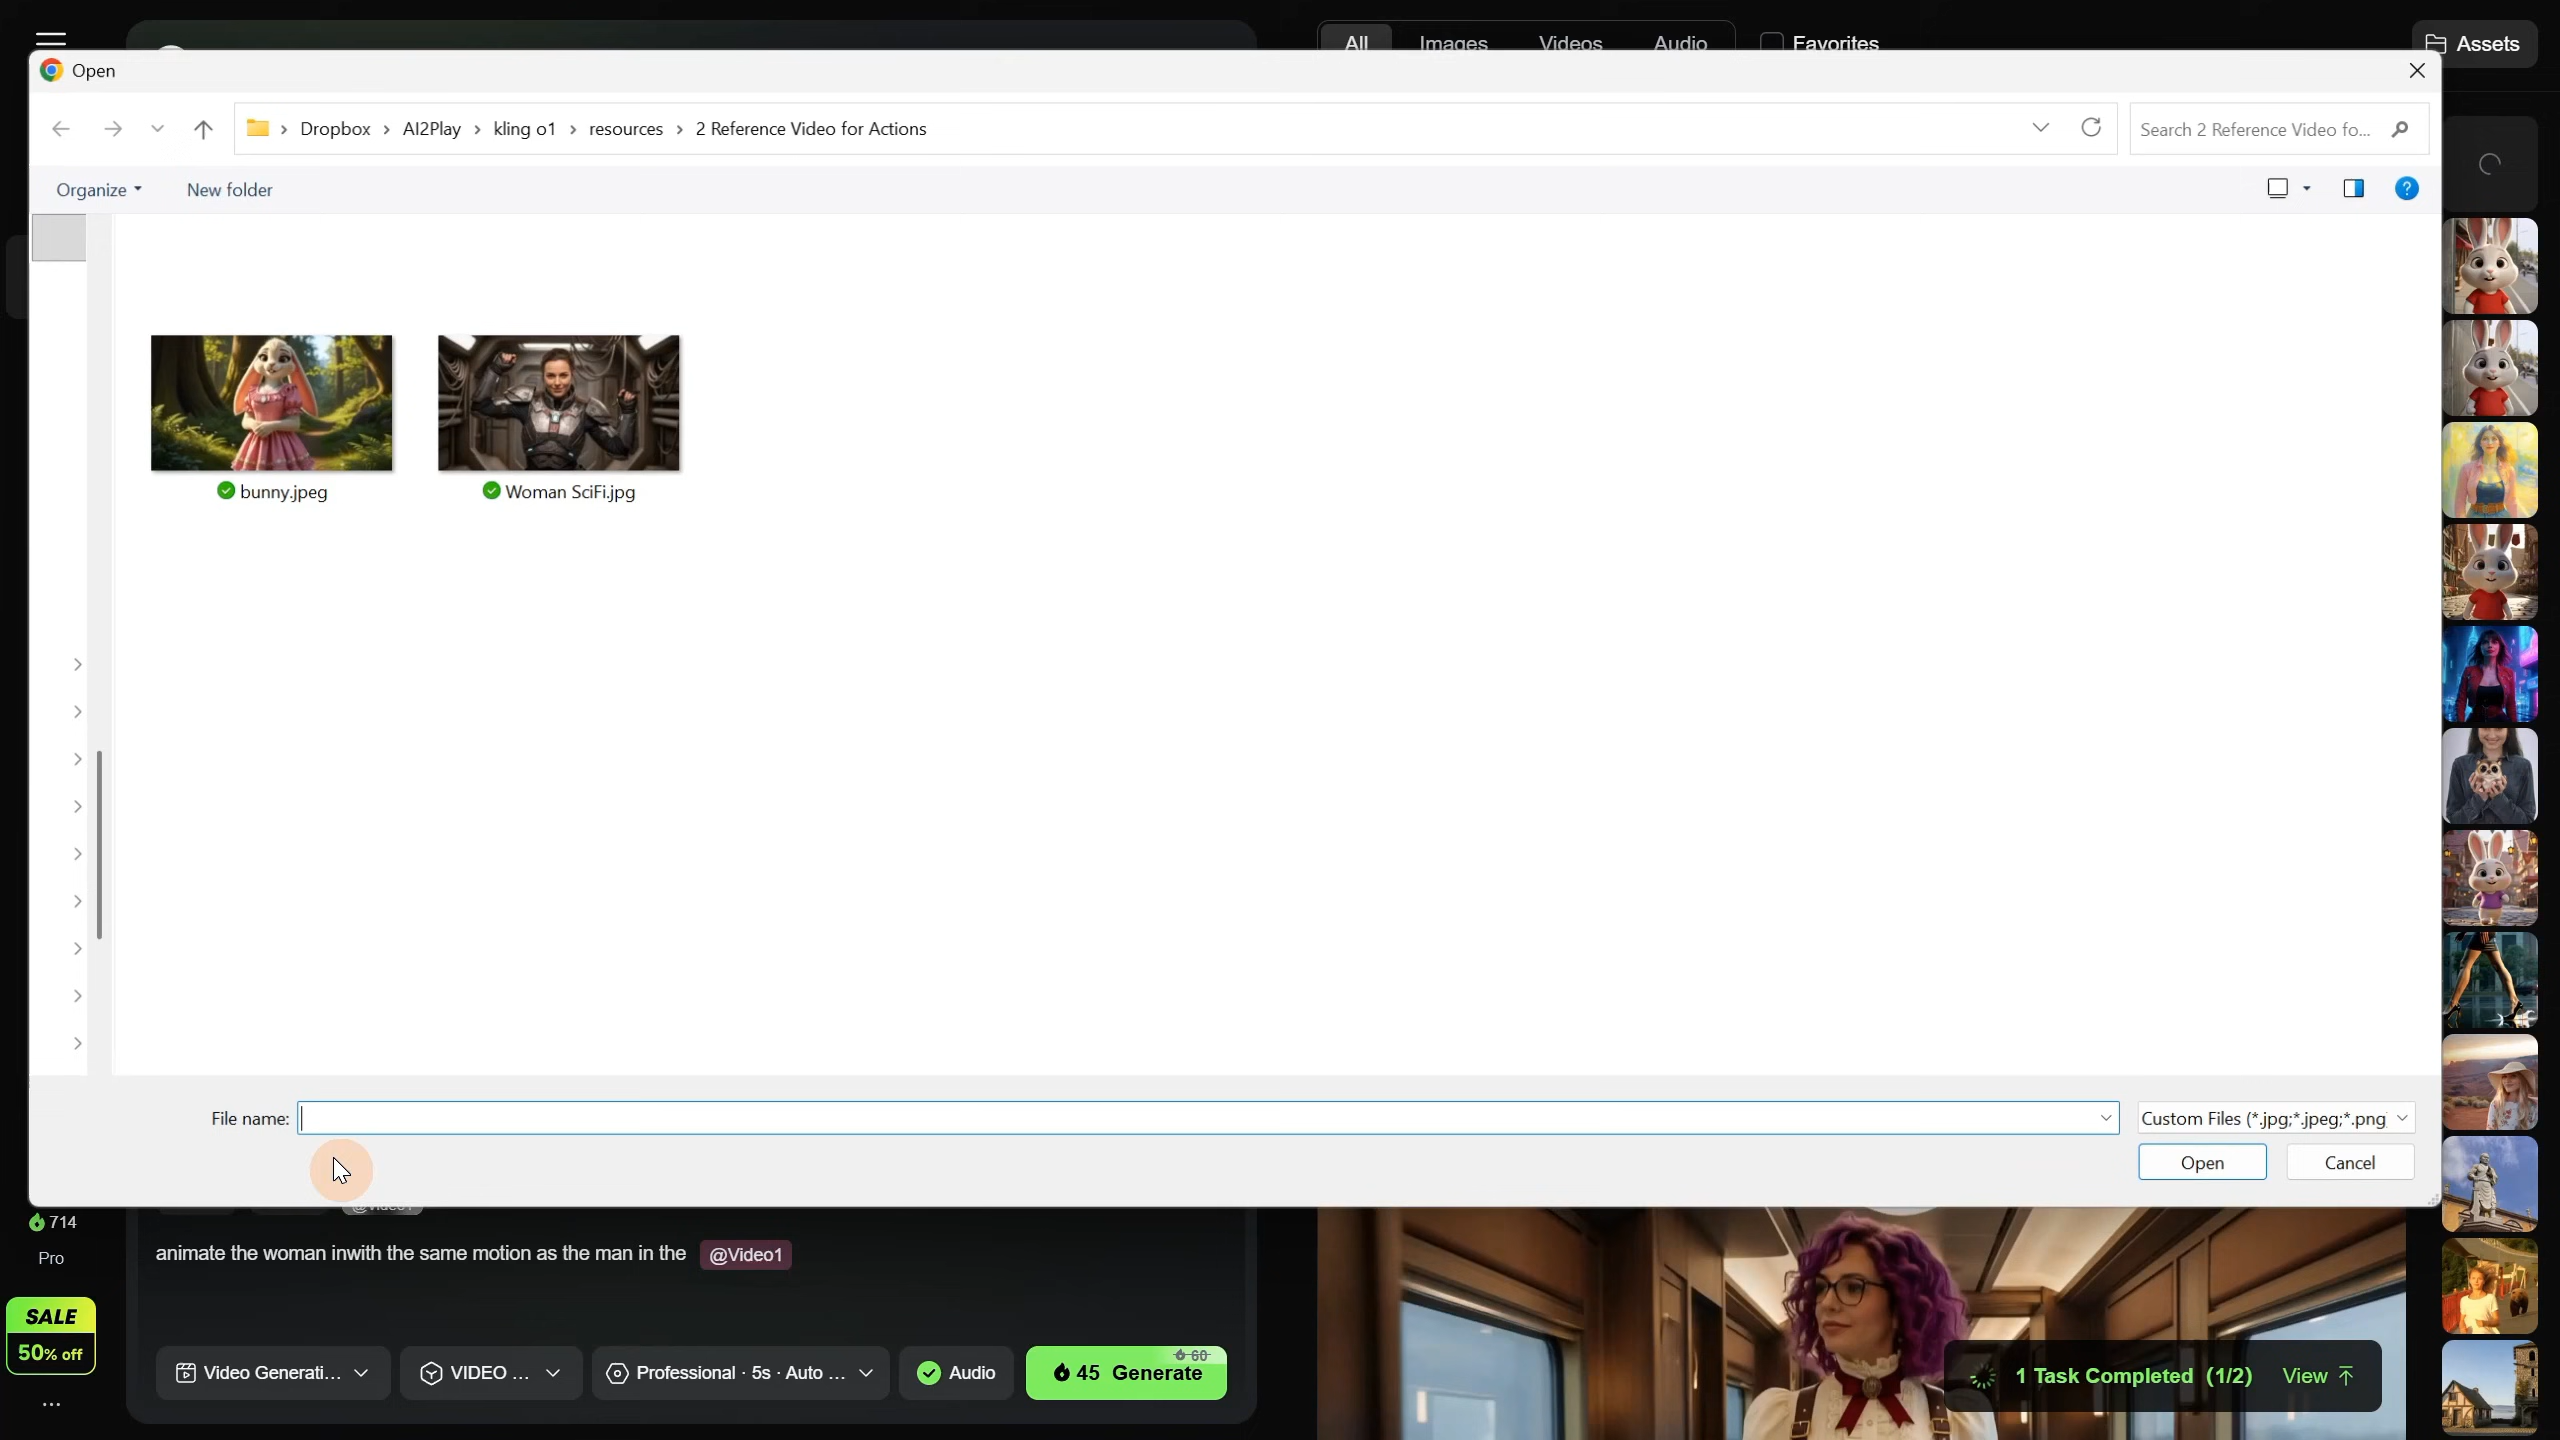 All Images Videos Audio Favorites
Assets
Open
Dropbox › AI2Play › kling o1 › resources › 2 Reference Video for Actions
Search 2 Reference Video fo...
Organize
New folder
?
bunny.jpeg
Woman SciFi.jpg
File name:
Custom Files (*.jpg;*.jpeg;*.png
Open
Cancel
@Video1
714
Pro
animate the woman inwith the same motion as the man in the @Video1
SALE
50% off
...
Video Generati...
VIDEO ...
Professional · 5s · Auto ...
Audio
60
45 Generate
1 Task Completed (1/2) View